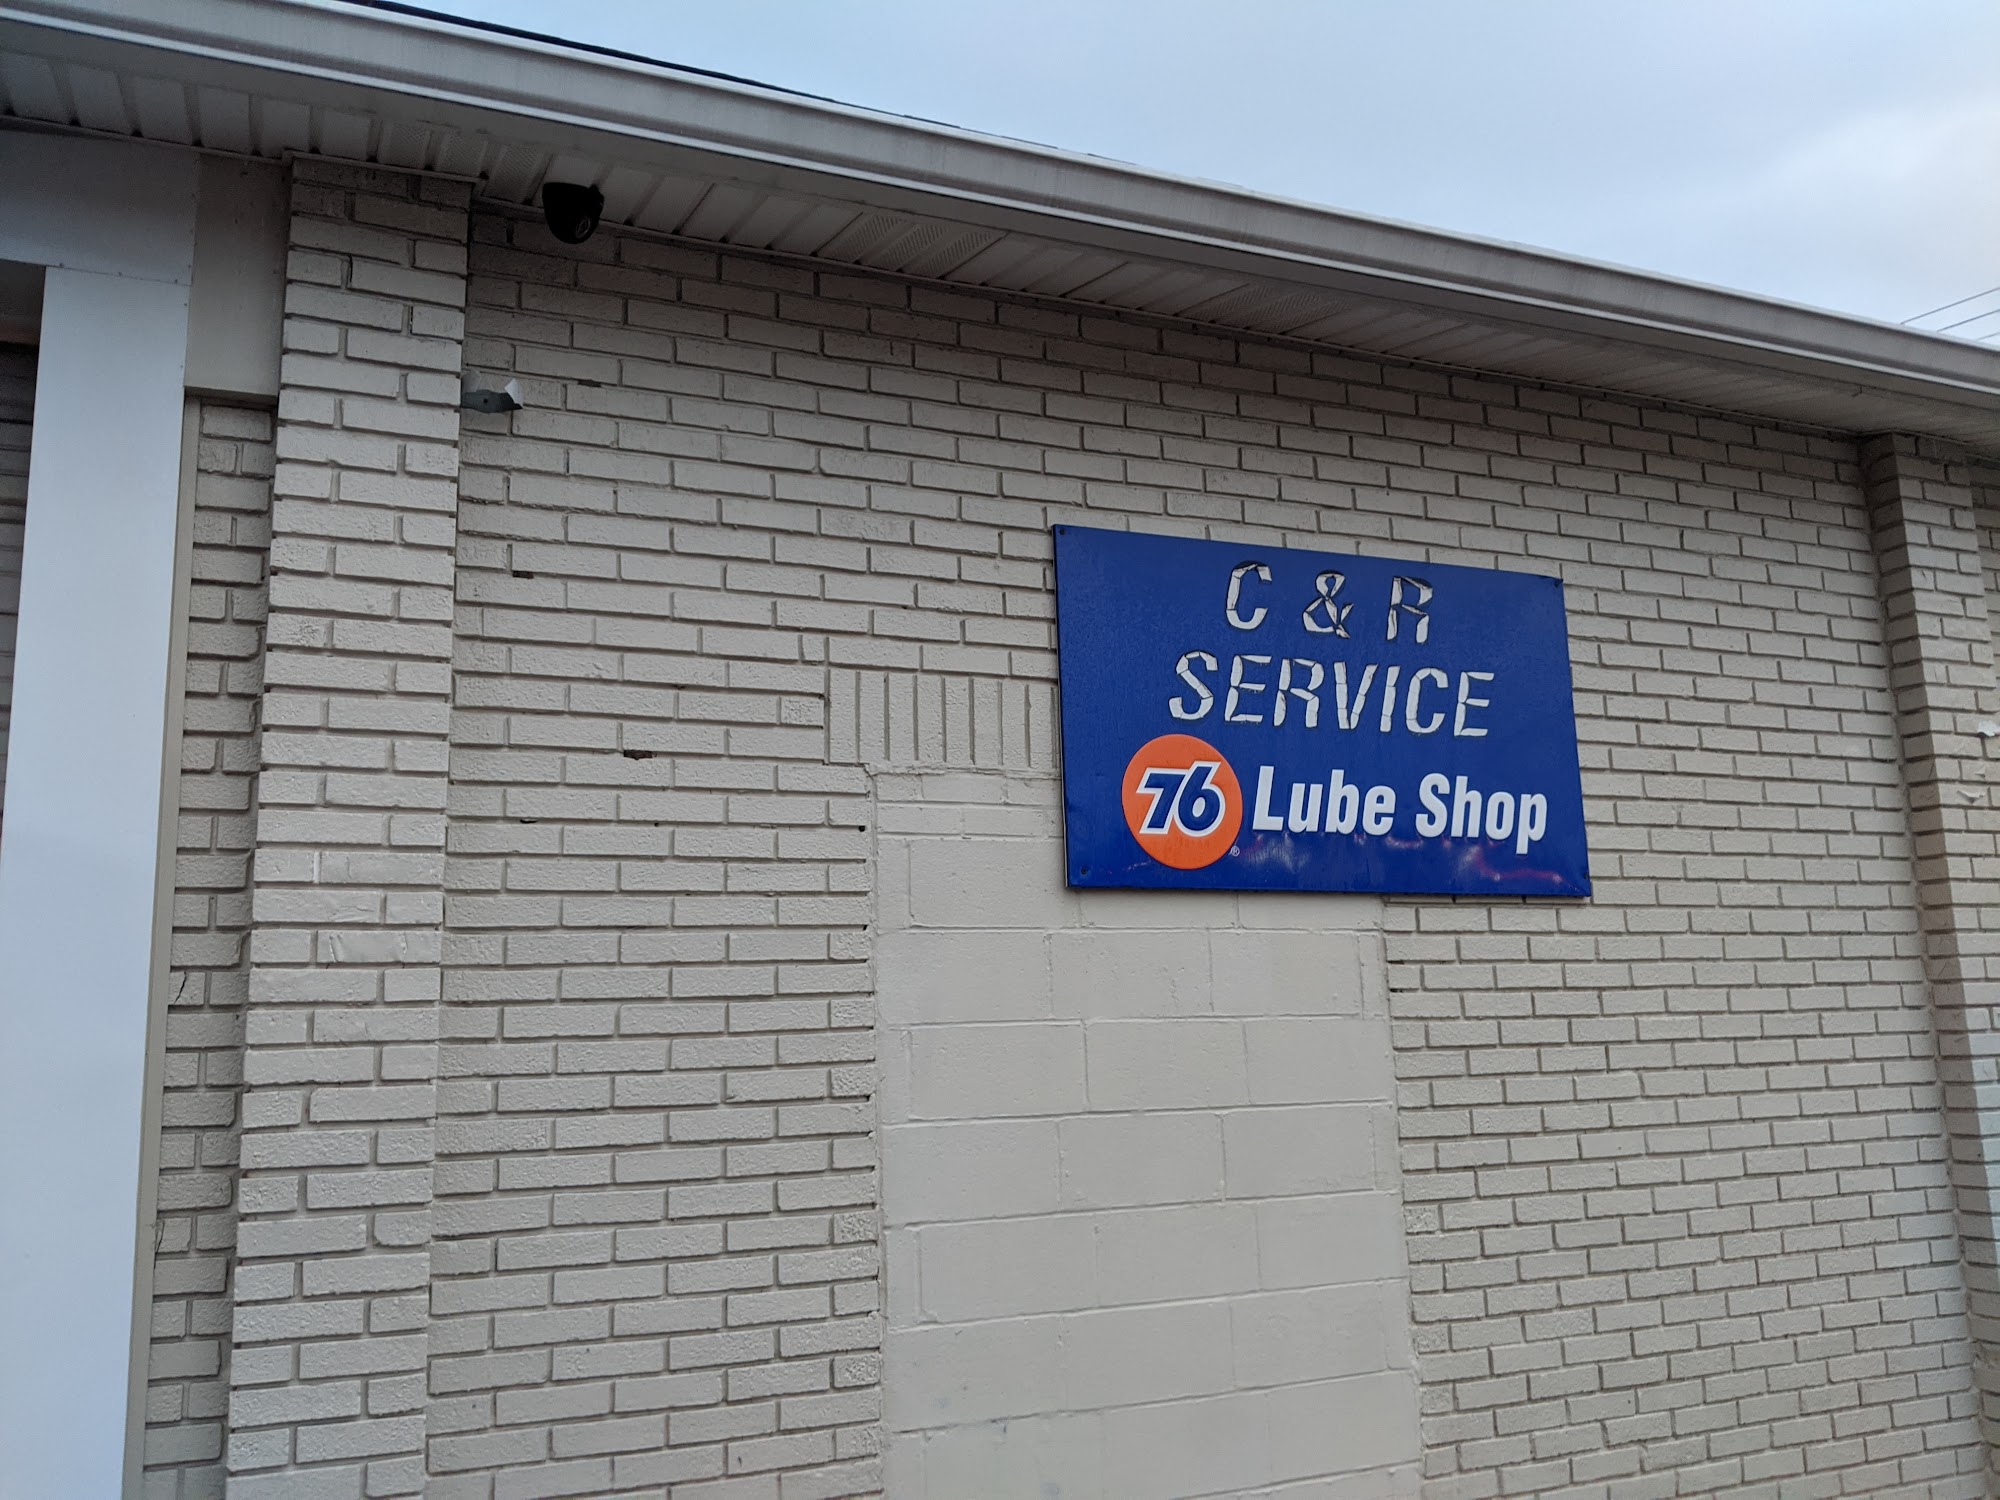 C & R
SERVICE
76® Lube Shop